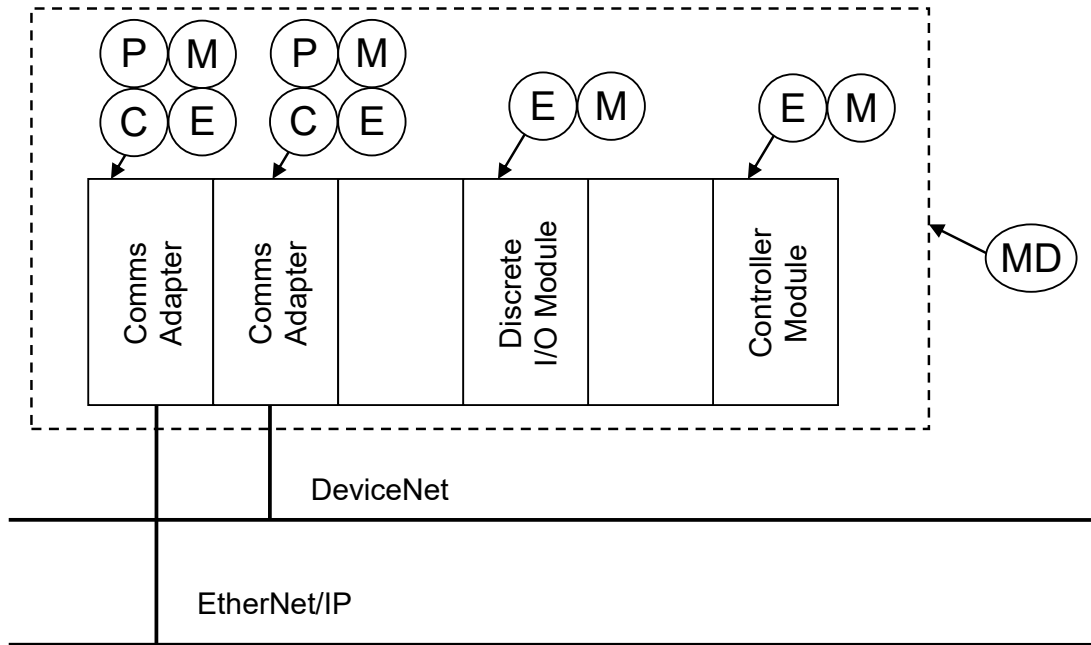 P M P M
C E C E E M E M
Comms
Adapter
Comms
Adapter
Discrete
I/O Module
Controller
Module
MD
DeviceNet
EtherNet/IP